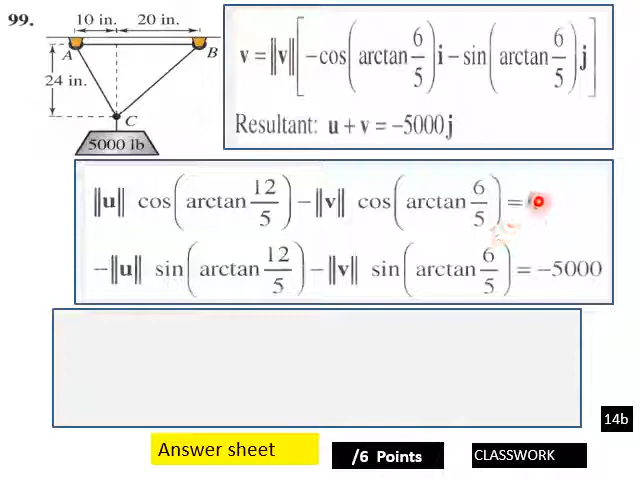 99.
10 in. 20 in.
A B
24 in.
C
5000 lb
v = ‖v‖[−cos(arctan 6/5)i − sin(arctan 6/5)j]
Resultant: u + v = −5000j
‖u‖ cos(arctan 12/5) − ‖v‖ cos(arctan 6/5) =
−‖u‖ sin(arctan 12/5) − ‖v‖ sin(arctan 6/5) = −5000
14b
Answer sheet
/6 Points
CLASSWORK